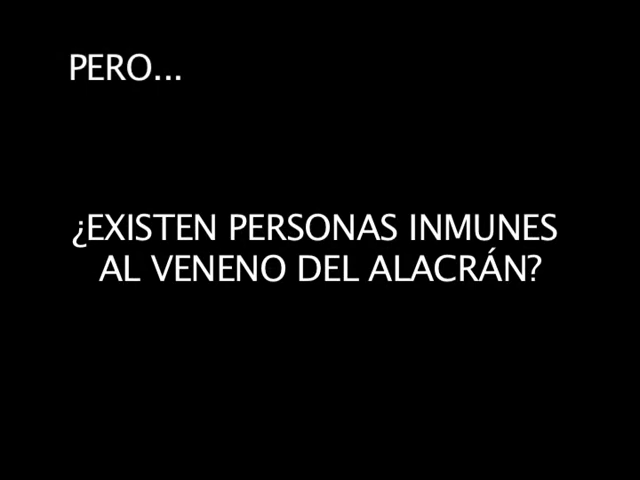 PERO...
¿EXISTEN PERSONAS INMUNES
AL VENENO DEL ALACRÁN?